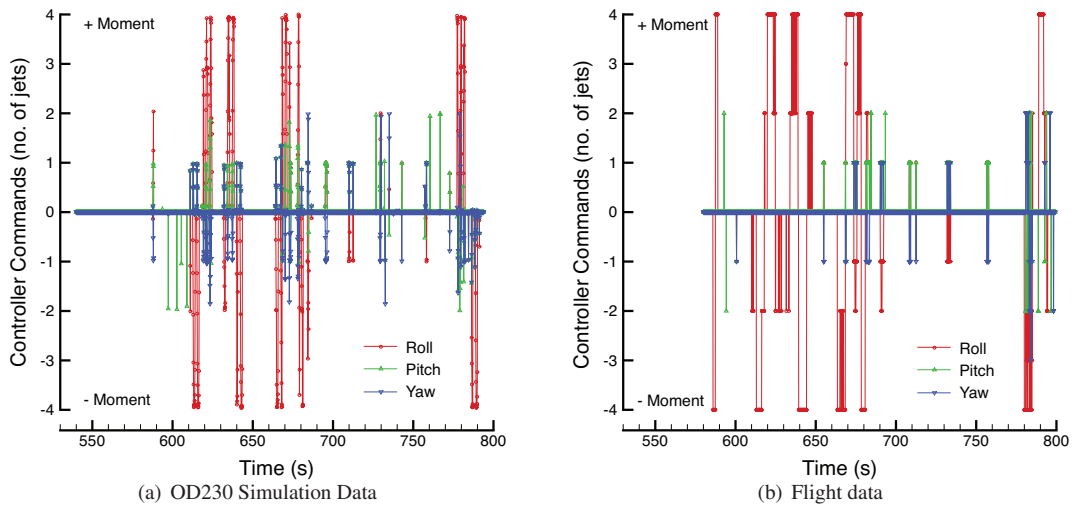 Controller Commands (no. of jets)
4
3
2
1
0
-1
-2
-3
-4
+ Moment
- Moment
Roll
Pitch
Yaw
550 600 650 700 750 800
Time (s)
(a) OD230 Simulation Data
Controller Commands (no. of jets)
4
3
2
1
0
-1
-2
-3
-4
+ Moment
- Moment
Roll
Pitch
Yaw
550 600 650 700 750 800
Time (s)
(b) Flight data